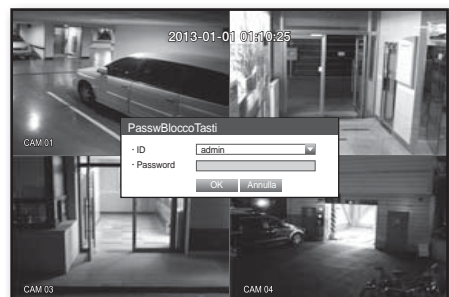 2013-01-01 01:10:25
PasswBloccoTasti
· ID admin
· Password
OK Annulla
CAM 01
CAM 03
CAM 04